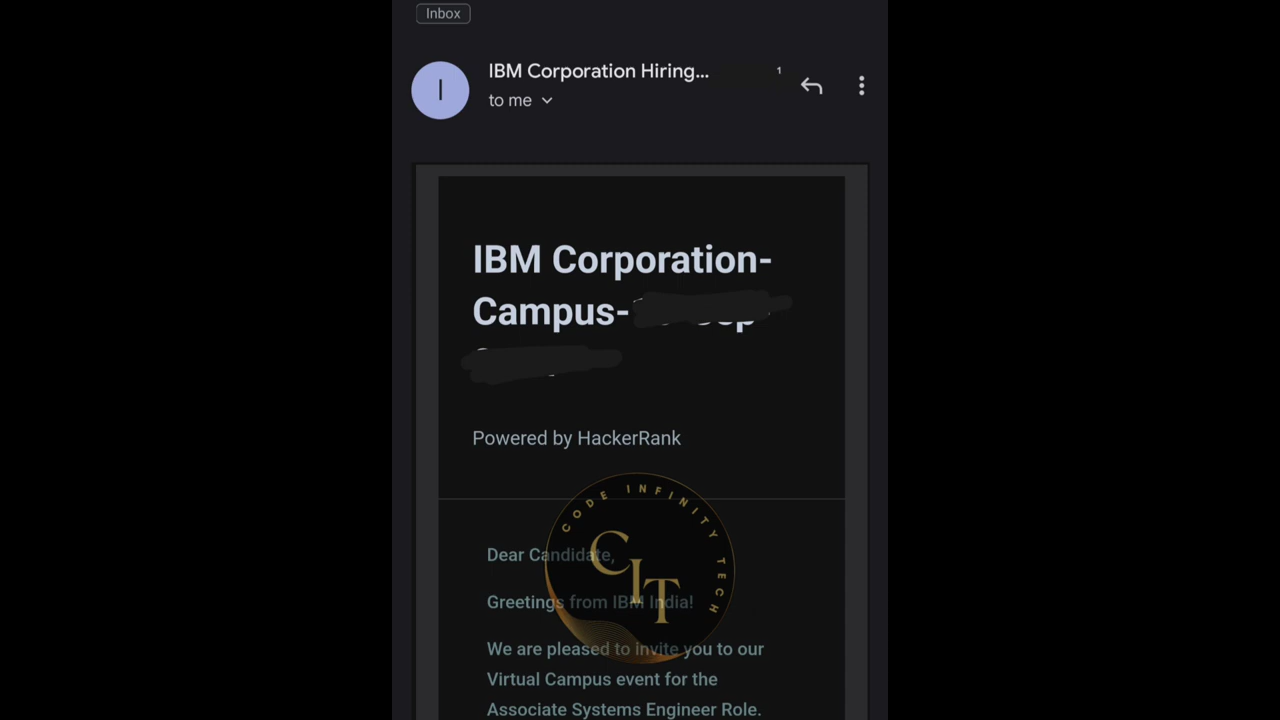 Inbox
IBM Corporation Hiring...
1
I
to me
IBM Corporation-
Campus-
Powered by HackerRank
CODE INFINITY TECH
CIT
Dear Candidate,
Greetings from IBM India!
We are pleased to invite you to our
Virtual Campus event for the
Associate Systems Engineer Role.